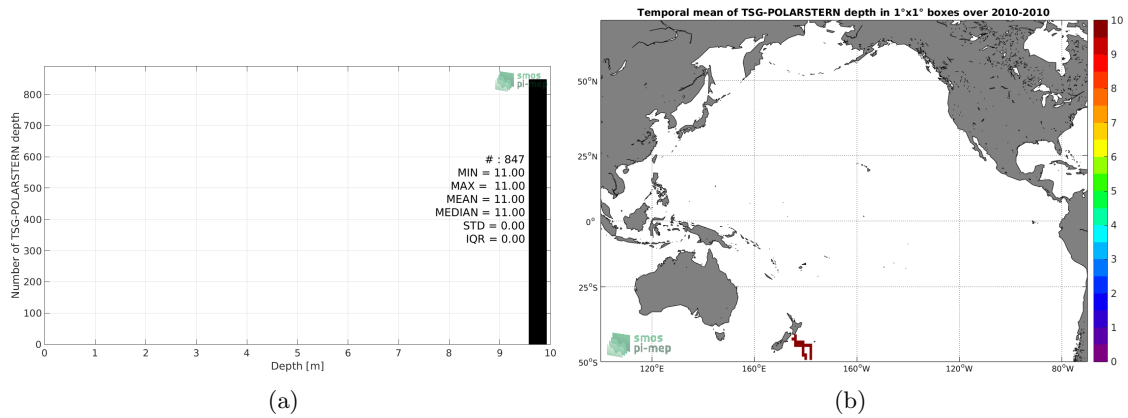 smos
pi-mep
Number of TSG-POLARSTERN depth
800
700
600
500
400
300
200
100
0
# : 847
MIN = 11.00
MAX = 11.00
MEAN = 11.00
MEDIAN = 11.00
STD = 0.00
IQR = 0.00
0 1 2 3 4 5 6 7 8 9 10
Depth [m]
(a)
Temporal mean of TSG-POLARSTERN depth in 1°x1° boxes over 2010-2010
50°N
25°N
0°
25°S
50°S
smos
pi-mep
120°E 160°E 160°W 120°W 80°W
10
9
8
7
6
5
4
3
2
1
0
(b)